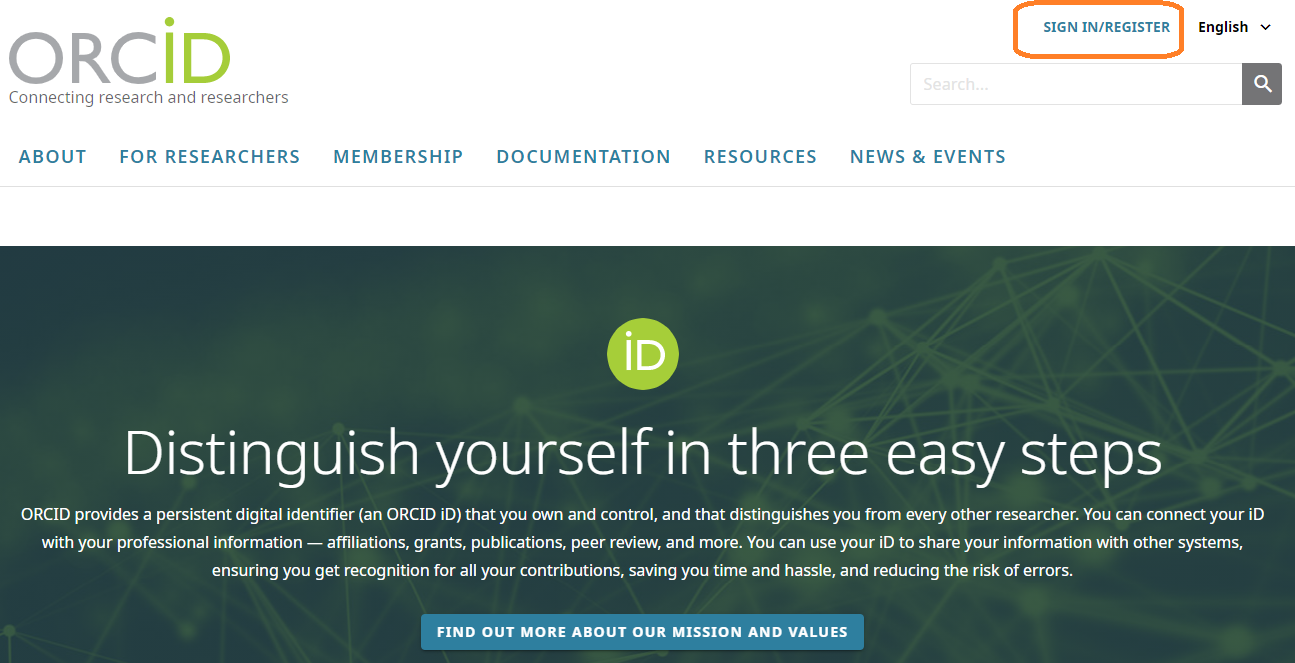 SIGN IN/REGISTER English
ORCiD
Connecting research and researchers
Search...
ABOUT FOR RESEARCHERS MEMBERSHIP DOCUMENTATION RESOURCES NEWS & EVENTS
iD
Distinguish yourself in three easy steps
ORCID provides a persistent digital identifier (an ORCID iD) that you own and control, and that distinguishes you from every other researcher. You can connect your iD
with your professional information — affiliations, grants, publications, peer review, and more. You can use your iD to share your information with other systems,
ensuring you get recognition for all your contributions, saving you time and hassle, and reducing the risk of errors.
FIND OUT MORE ABOUT OUR MISSION AND VALUES